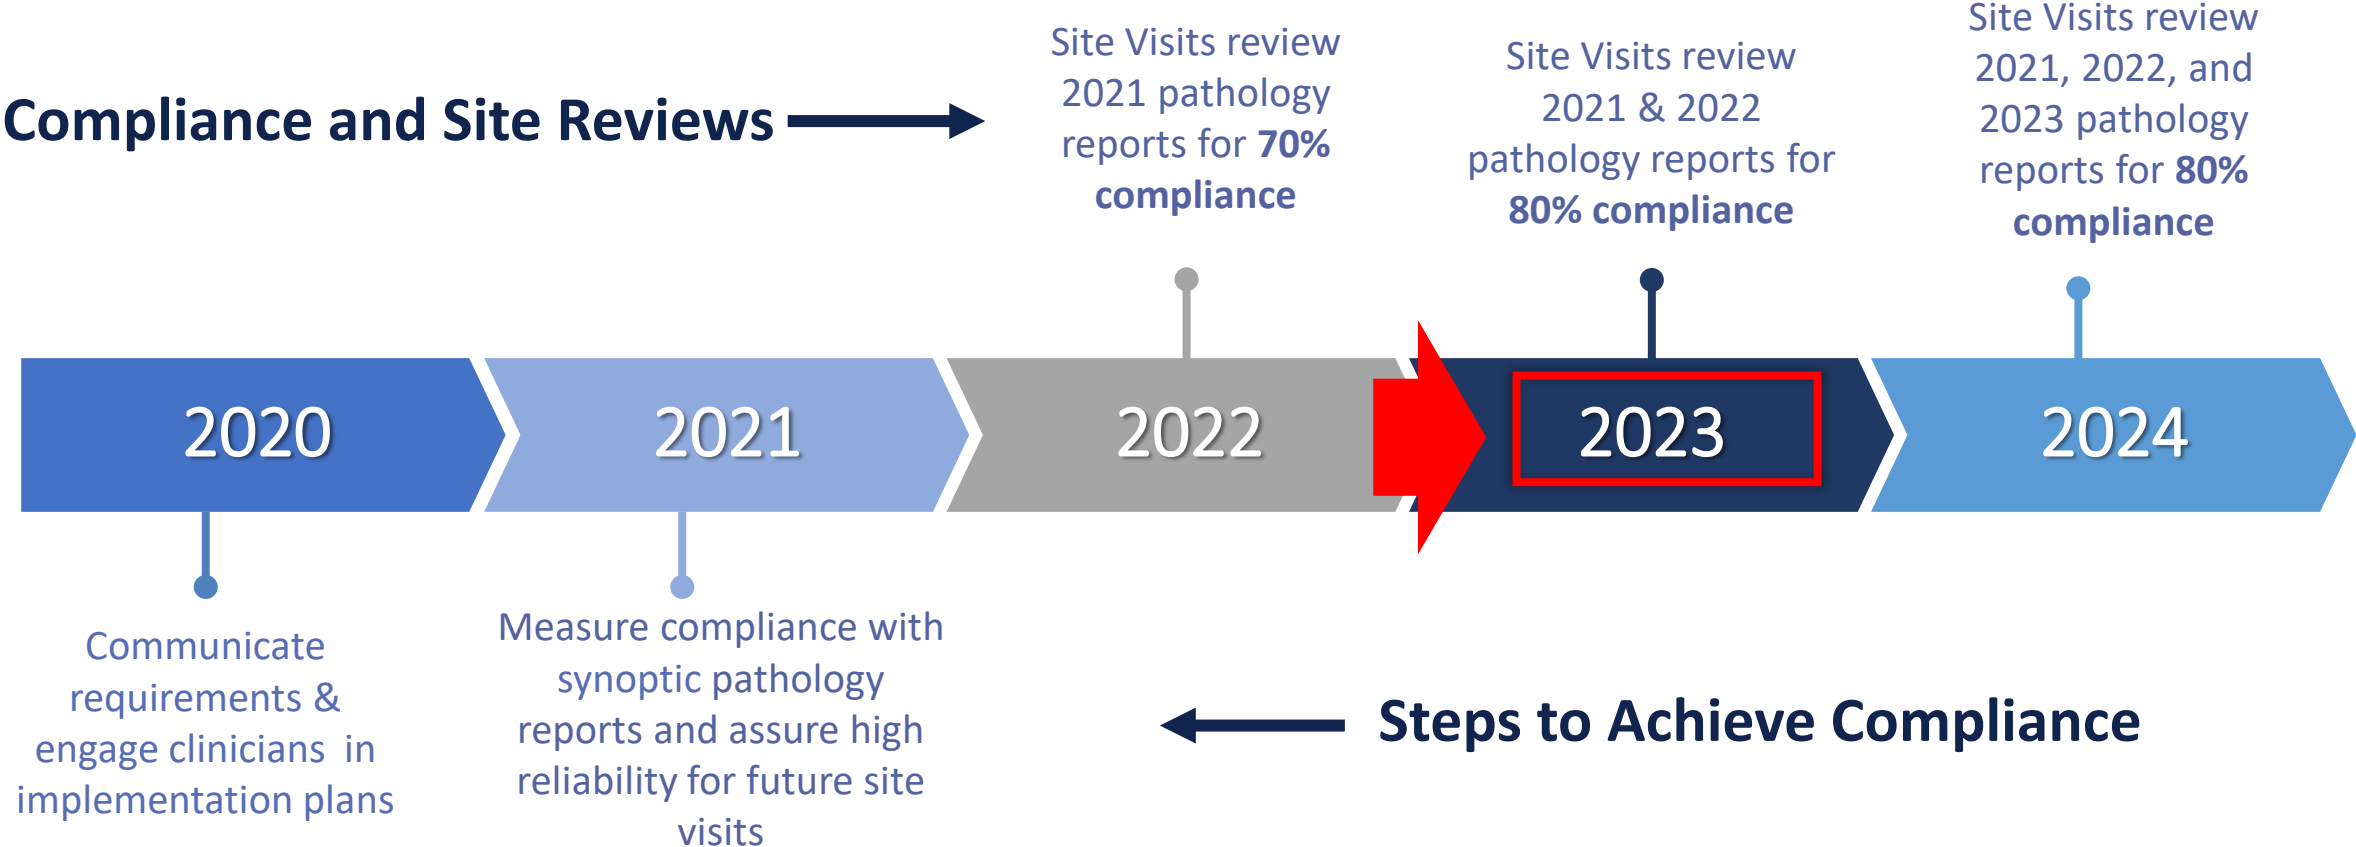 Compliance and Site Reviews
Site Visits review
2021 pathology
reports for 70%
compliance
Site Visits review
2021 & 2022
pathology reports for
80% compliance
Site Visits review
2021, 2022, and
2023 pathology
reports for 80%
compliance
2020
2021
2022
2023
2024
Communicate
requirements &
engage clinicians in
implementation plans
Measure compliance with
synoptic pathology
reports and assure high
reliability for future site
visits
Steps to Achieve Compliance